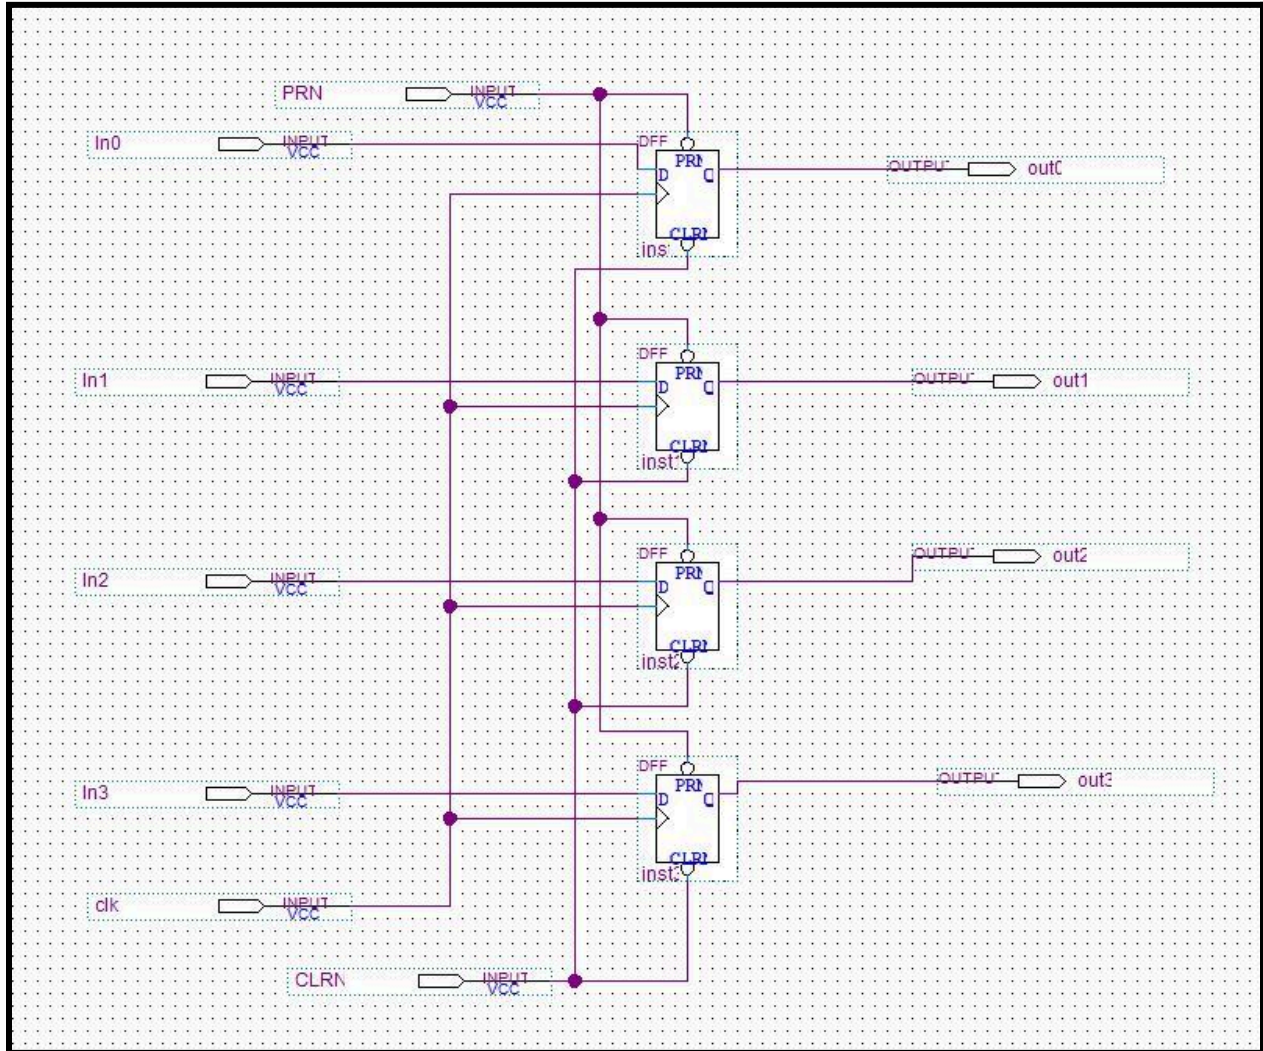 PRN INPUT
VCC
In0 INPUT
VCC
DFF
PRN
D Q
CLRN
inst
OUTPUT out0
In1 INPUT
VCC
DFF
PRN
D Q
CLRN
inst1
OUTPUT out1
In2 INPUT
VCC
DFF
PRN
D Q
CLRN
inst2
OUTPUT out2
In3 INPUT
VCC
DFF
PRN
D Q
CLRN
inst3
OUTPUT out3
clk INPUT
VCC
CLRN INPUT
VCC